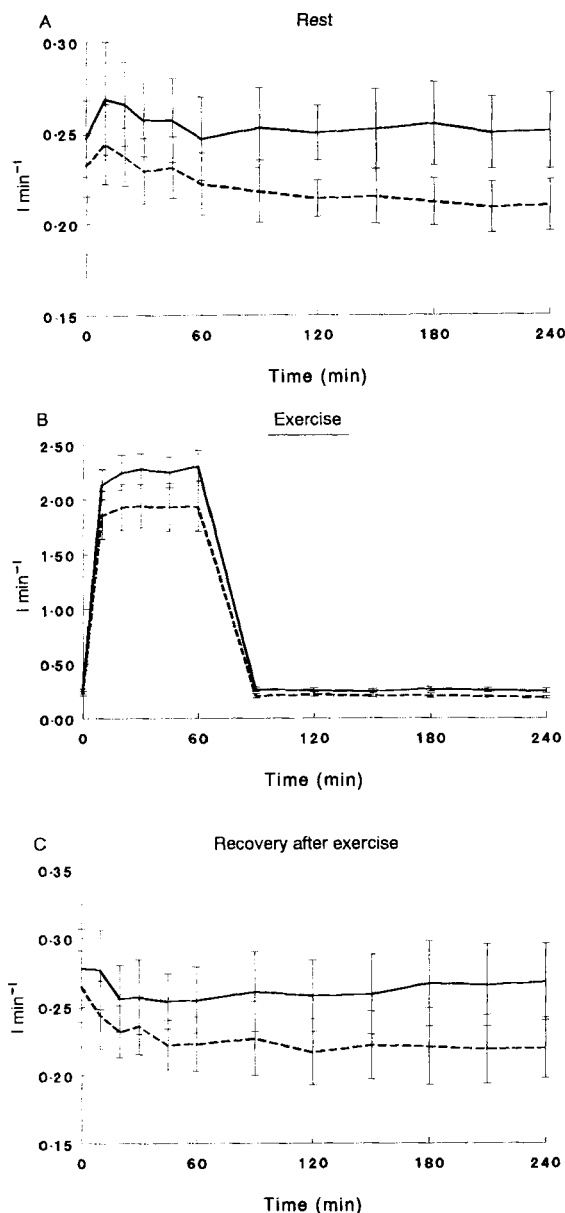 A
Rest
0·30
0·25
0·20
0·15
l min⁻¹
0 60 120 180 240
Time (min)
B
Exercise
2·50
2·00
1·50
1·00
0·50
0·00
l min⁻¹
0 60 120 180 240
Time (min)
C
Recovery after exercise
0·35
0·30
0·25
0·20
0·15
l min⁻¹
0 60 120 180 240
Time (min)